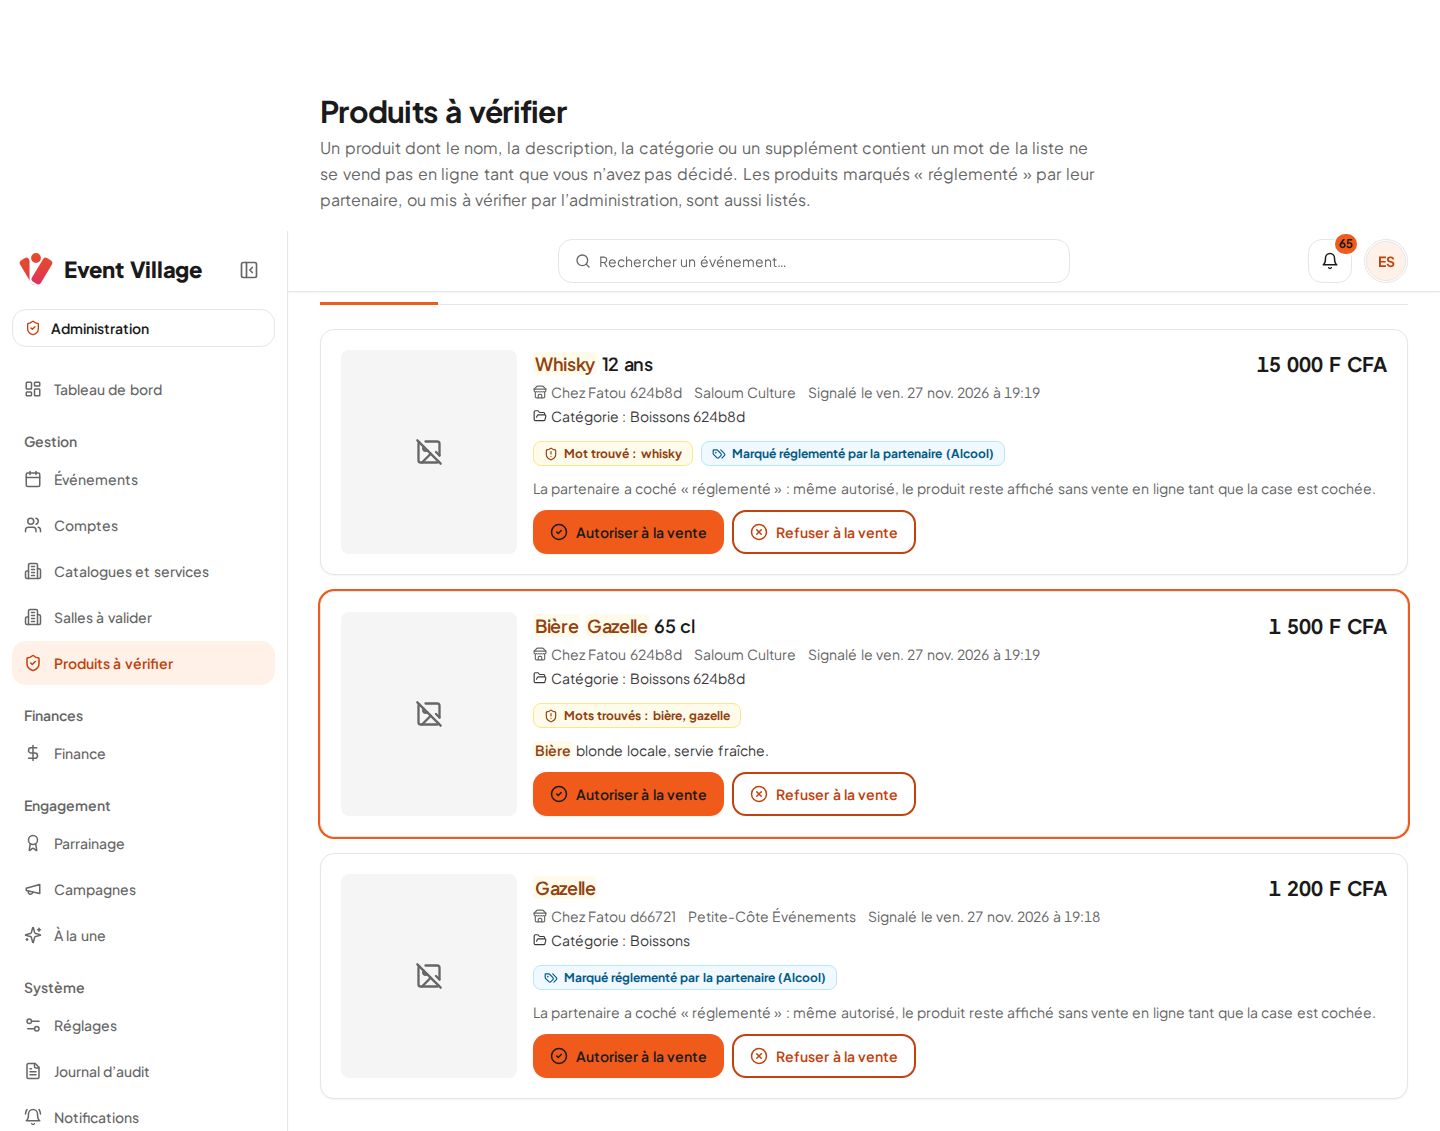 Produits à vérifier
Un produit dont le nom, la description, la catégorie ou un supplément contient un mot de la liste ne
se vend pas en ligne tant que vous n’avez pas décidé. Les produits marqués « réglementé » par leur
partenaire, ou mis à vérifier par l’administration, sont aussi listés.
Event Village
Rechercher un événement…
65
ES
Administration
Tableau de bord
Gestion
Événements
Comptes
Catalogues et services
Salles à valider
Produits à vérifier
Finances
Finance
Engagement
Parrainage
Campagnes
À la une
Système
Réglages
Journal d’audit
Notifications
Whisky 12 ans
15 000 F CFA
Chez Fatou 624b8d Saloum Culture Signalé le ven. 27 nov. 2026 à 19:19
Catégorie : Boissons 624b8d
Mot trouvé : whisky Marqué réglementé par la partenaire (Alcool)
La partenaire a coché « réglementé » : même autorisé, le produit reste affiché sans vente en ligne tant que la case est cochée.
Autoriser à la vente Refuser à la vente
Bière Gazelle 65 cl
1 500 F CFA
Chez Fatou 624b8d Saloum Culture Signalé le ven. 27 nov. 2026 à 19:19
Catégorie : Boissons 624b8d
Mots trouvés : bière, gazelle
Bière blonde locale, servie fraîche.
Autoriser à la vente Refuser à la vente
Gazelle
1 200 F CFA
Chez Fatou d66721 Petite-Côte Événements Signalé le ven. 27 nov. 2026 à 19:18
Catégorie : Boissons
Marqué réglementé par la partenaire (Alcool)
La partenaire a coché « réglementé » : même autorisé, le produit reste affiché sans vente en ligne tant que la case est cochée.
Autoriser à la vente Refuser à la vente